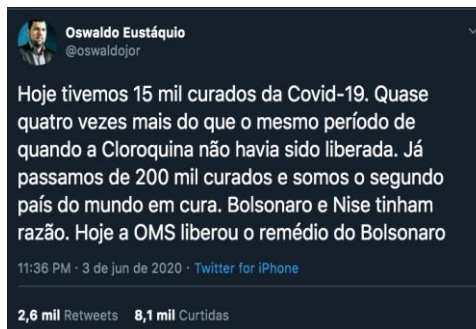 Oswaldo Eustáquio
@oswaldojor
Hoje tivemos 15 mil curados da Covid-19. Quase
quatro vezes mais do que o mesmo período de
quando a Cloroquina não havia sido liberada. Já
passamos de 200 mil curados e somos o segundo
país do mundo em cura. Bolsonaro e Nise tinham
razão. Hoje a OMS liberou o remédio do Bolsonaro
11:36 PM · 3 de jun de 2020 · Twitter for iPhone
2,6 mil Retweets 8,1 mil Curtidas